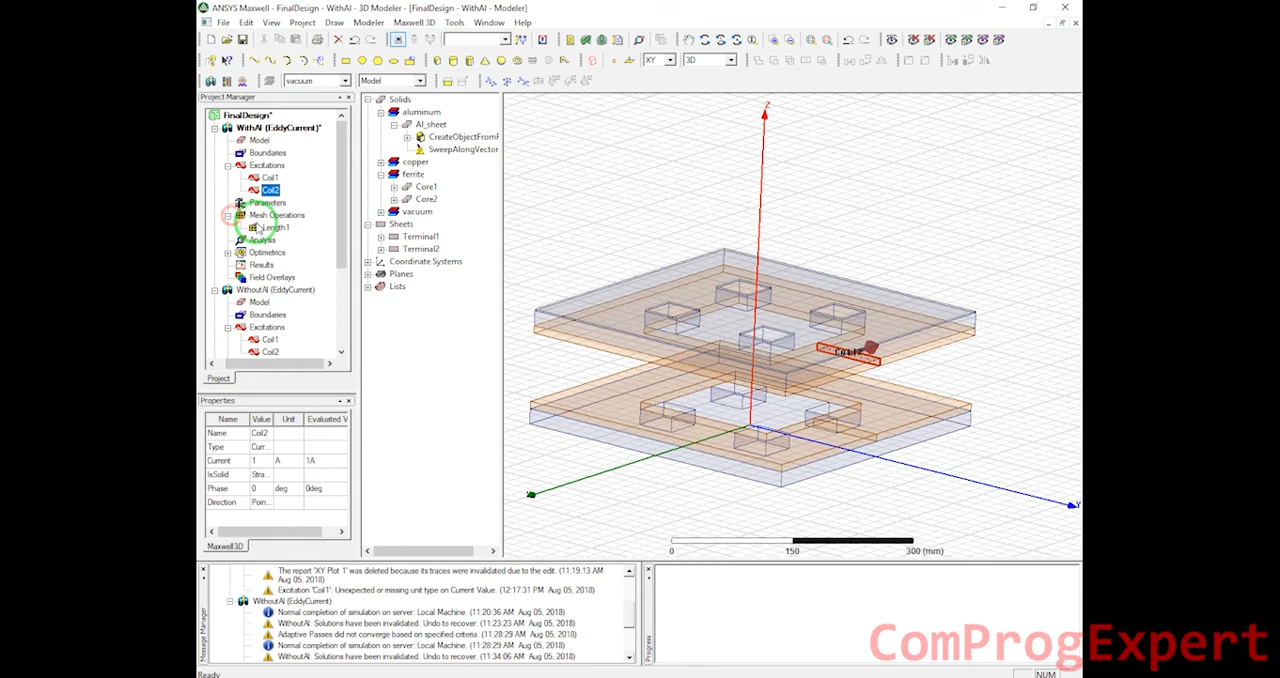 ANSYS Maxwell - FinalDesign - WithAl - 3D Modeler - [FinalDesign - WithAl - Modeler]
File Edit View Project Draw Modeler Maxwell 3D Tools Window Help
XY 3D
vacuum Model
Project Manager
FinalDesign*
WithAl (EddyCurrent)*
Model
Boundaries
Excitations
Coil1
Coil2
Parameters
Mesh Operations
Length1
Analysis
Optimetrics
Results
Field Overlays
WithoutAl (EddyCurrent)
Model
Boundaries
Excitations
Coil1
Coil2
Project
Properties
Name Value Unit Evaluated V
Name Coil2
Type Curr...
Current 1 A 1A
IsSolid Stra...
Phase 0 deg 0deg
Direction Poin...
Maxwell3D
Solids
aluminum
Al_sheet
CreateObjectFromF
SweepAlongVector
copper
ferrite
Core1
Core2
vacuum
Sheets
Terminal1
Terminal2
Coordinate Systems
Planes
Lists
Z
Coil2
Y
0 150 300 (mm)
Message Manager
The report "XY Plot 1" was deleted because its traces were invalidated due to the edit. (11:19:13 AM
Aug 05, 2018)
Excitation 'Coil1': Unexpected or missing unit type on Current Value. (12:17:31 PM Aug 05, 2018)
WithoutAl (EddyCurrent)
Normal completion of simulation on server: Local Machine. (11:20:36 AM Aug 05, 2018)
WithoutAl: Solutions have been invalidated. Undo to recover. (11:23:23 AM Aug 05, 2018)
Adaptive Passes did not converge based on specified criteria. (11:28:29 AM Aug 05, 2018)
Normal completion of simulation on server: Local Machine. (11:28:29 AM Aug 05, 2018)
WithoutAl: Solutions have been invalidated. Undo to recover. (11:34:06 AM Aug 05, 2018)
Progress
ComProgExpert
Ready NUM